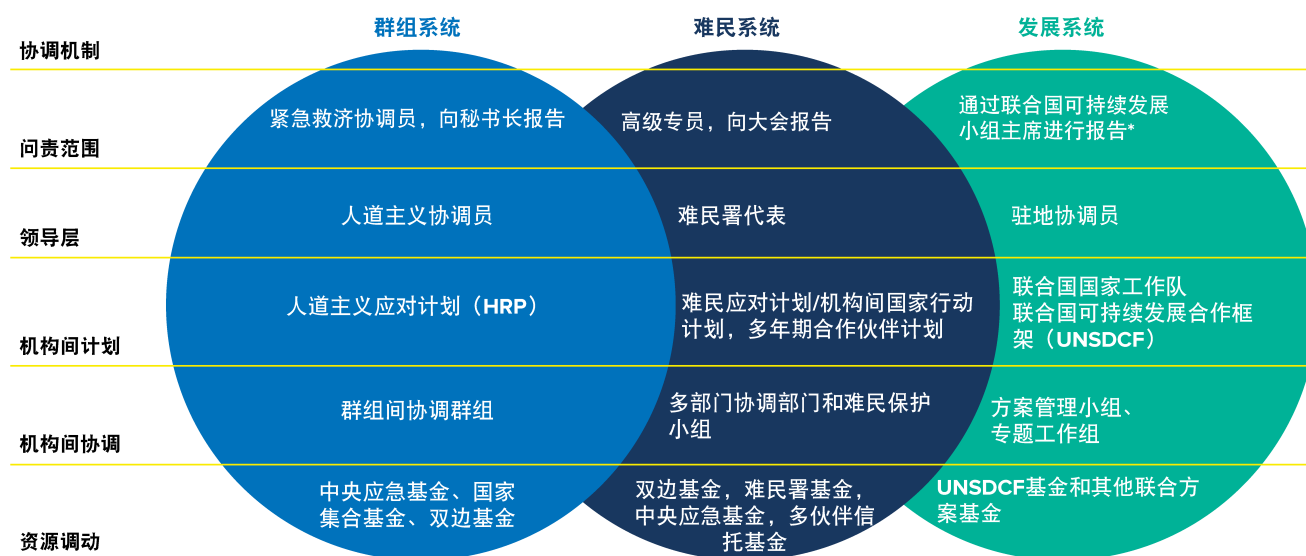 群组系统
难民系统
发展系统
协调机制
紧急救济协调员，向秘书长报告
高级专员，向大会报告
通过联合国可持续发展
小组主席进行报告*
问责范围
人道主义协调员
难民署代表
驻地协调员
领导层
人道主义应对计划（HRP）
难民应对计划/机构间国家行动
计划，多年期合作伙伴计划
联合国国家工作队
联合国可持续发展合作框
架（UNSDCF）
机构间计划
群组间协调群组
多部门协调部门和难民保护
小组
方案管理小组、
专题工作组
机构间协调
中央应急基金、国家
集合基金、双边基金
双边基金，难民署基金，
中央应急基金，多伙伴信
托基金
UNSDCF基金和其他联合方
案基金
资源调动